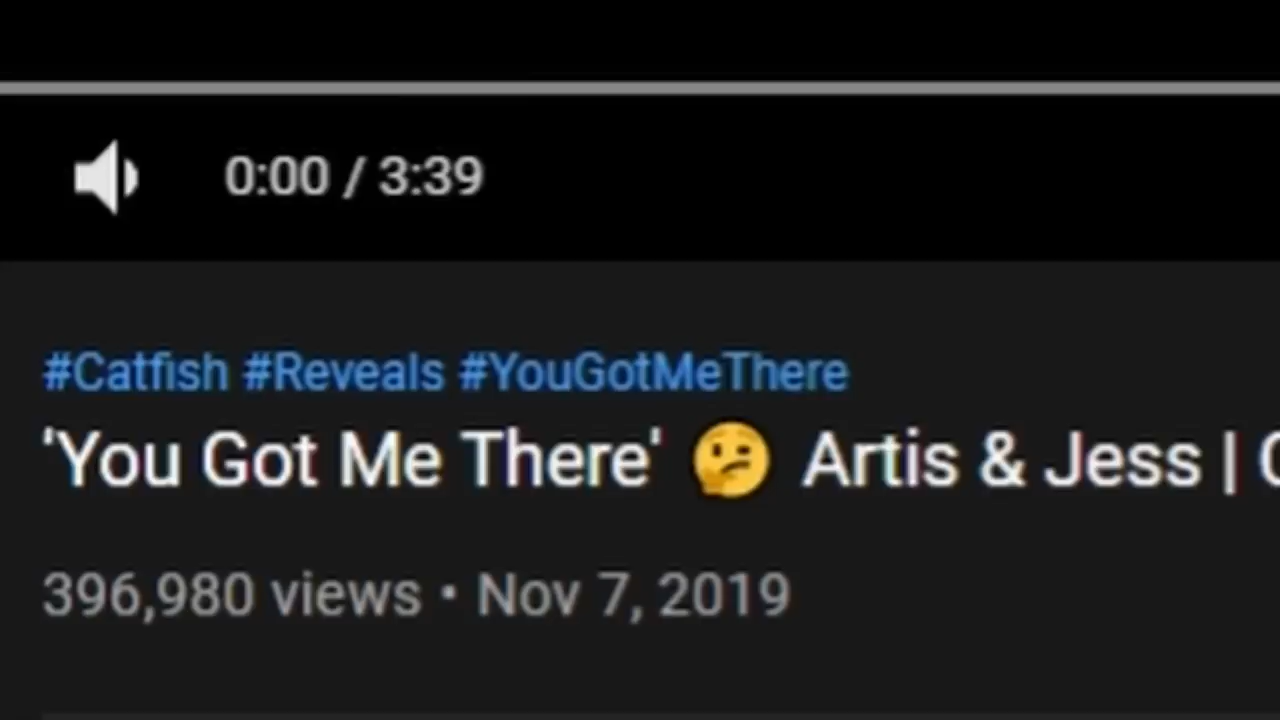 0:00 / 3:39
#Catfish #Reveals #YouGotMeThere
'You Got Me There' 🤔 Artis & Jess |
396,980 views • Nov 7, 2019